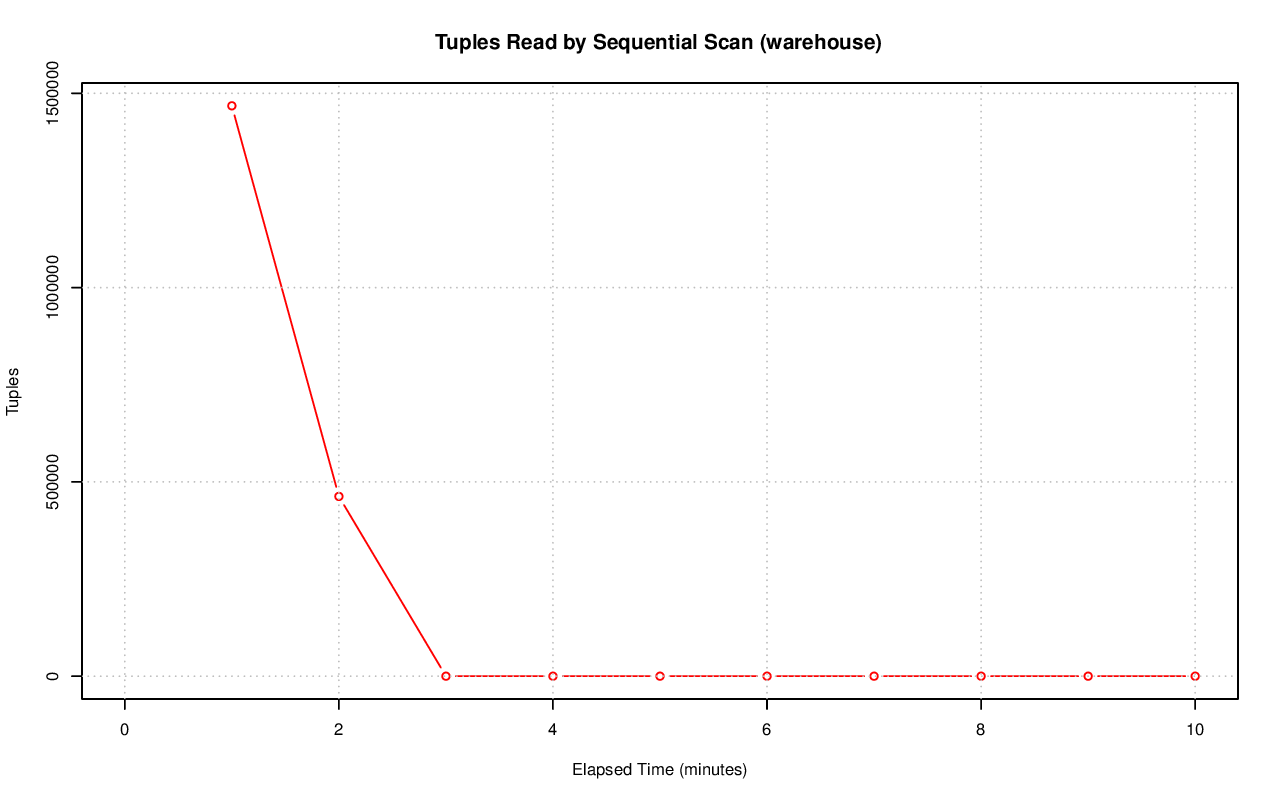 Tuples Read by Sequential Scan (warehouse)
Tuples
1500000
1000000
500000
0
0 2 4 6 8 10
Elapsed Time (minutes)